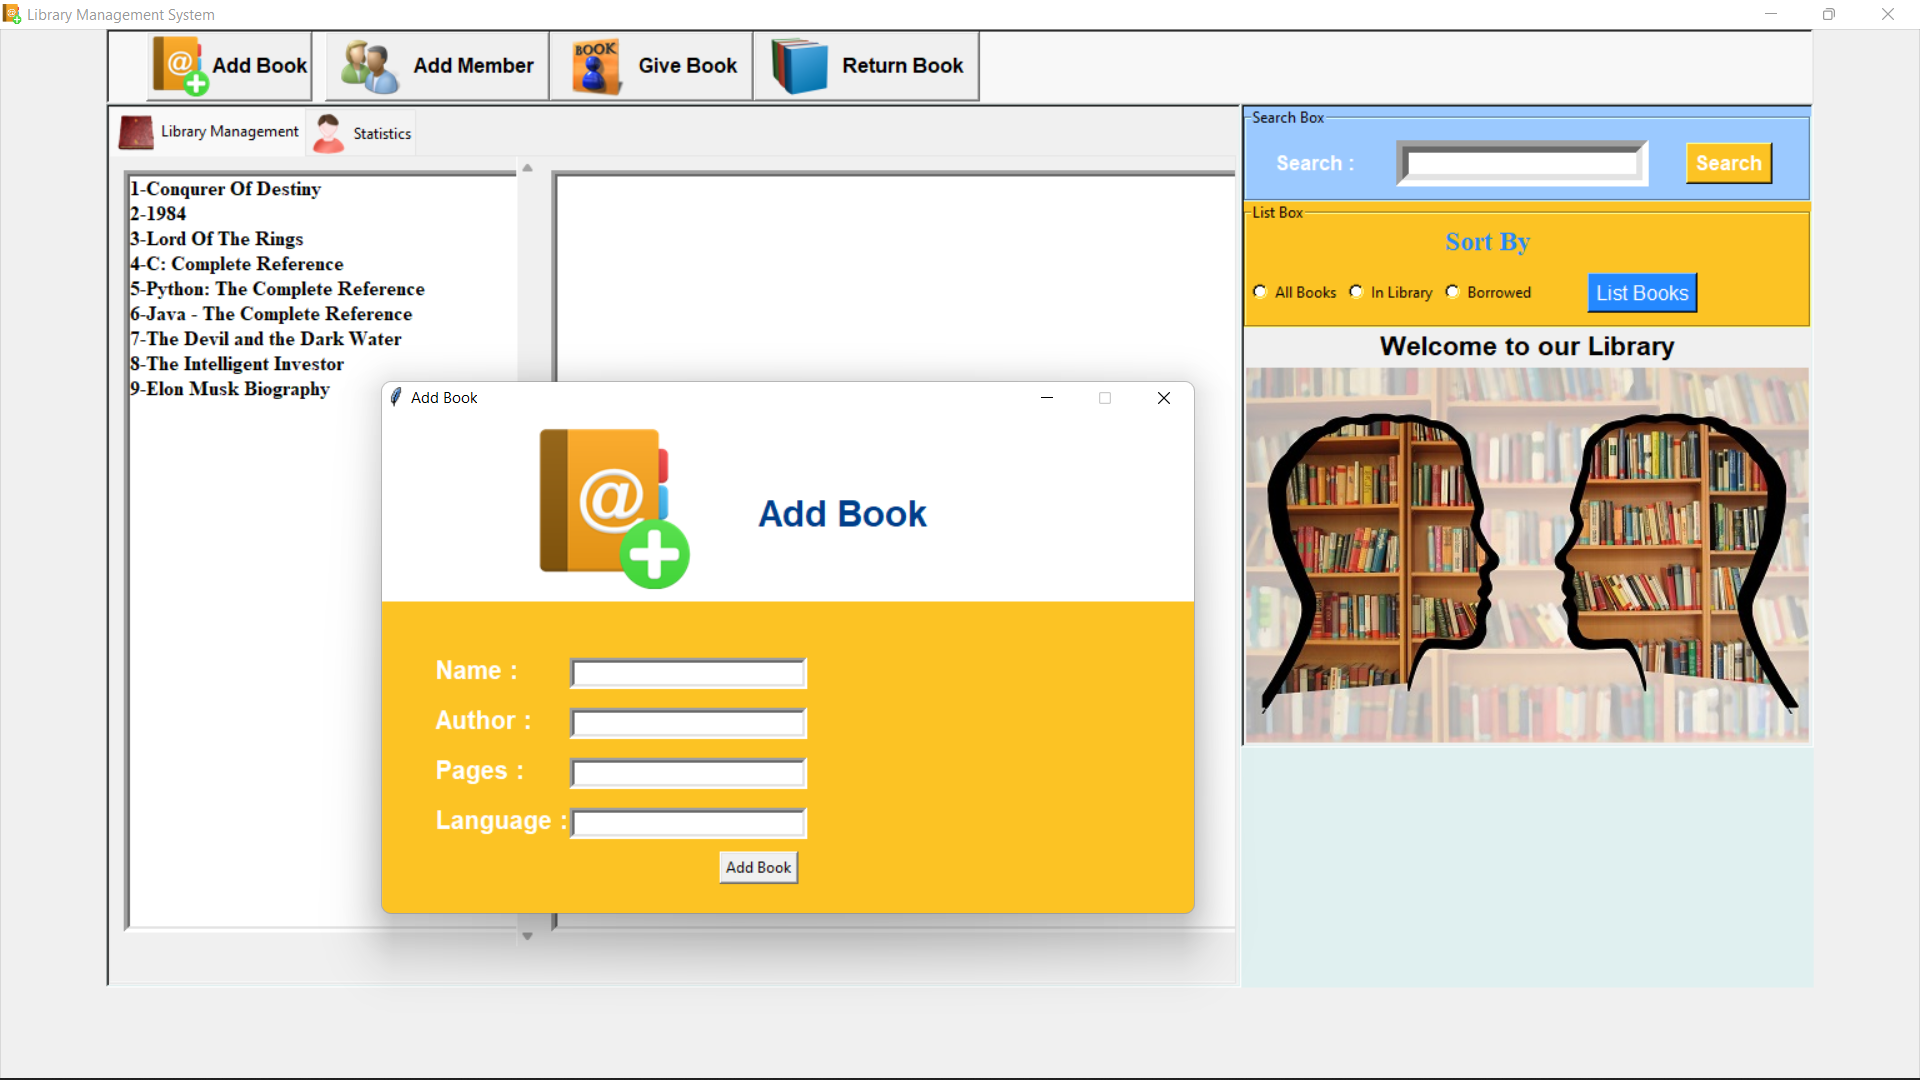 Library Management System
Add Book
Add Member
BOOK
Give Book
Return Book
Library Management
Statistics
1-Conqurer Of Destiny
2-1984
3-Lord Of The Rings
4-C: Complete Reference
5-Python: The Complete Reference
6-Java - The Complete Reference
7-The Devil and the Dark Water
8-The Intelligent Investor
9-Elon Musk Biography
Search Box
Search :
Search
List Box
Sort By
All Books
In Library
Borrowed
List Books
Welcome to our Library
Add Book
@
Add Book
Name :
Author :
Pages :
Language :
Add Book